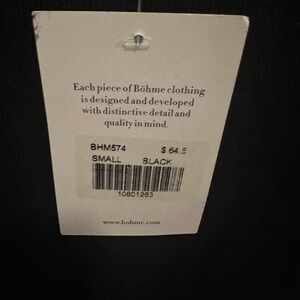 Each piece of Böhme clothing
is designed and developed
with distinctive detail and
quality in mind.
BHM574 $ 64.5
SMALL BLACK
10601263
www.bohme.com